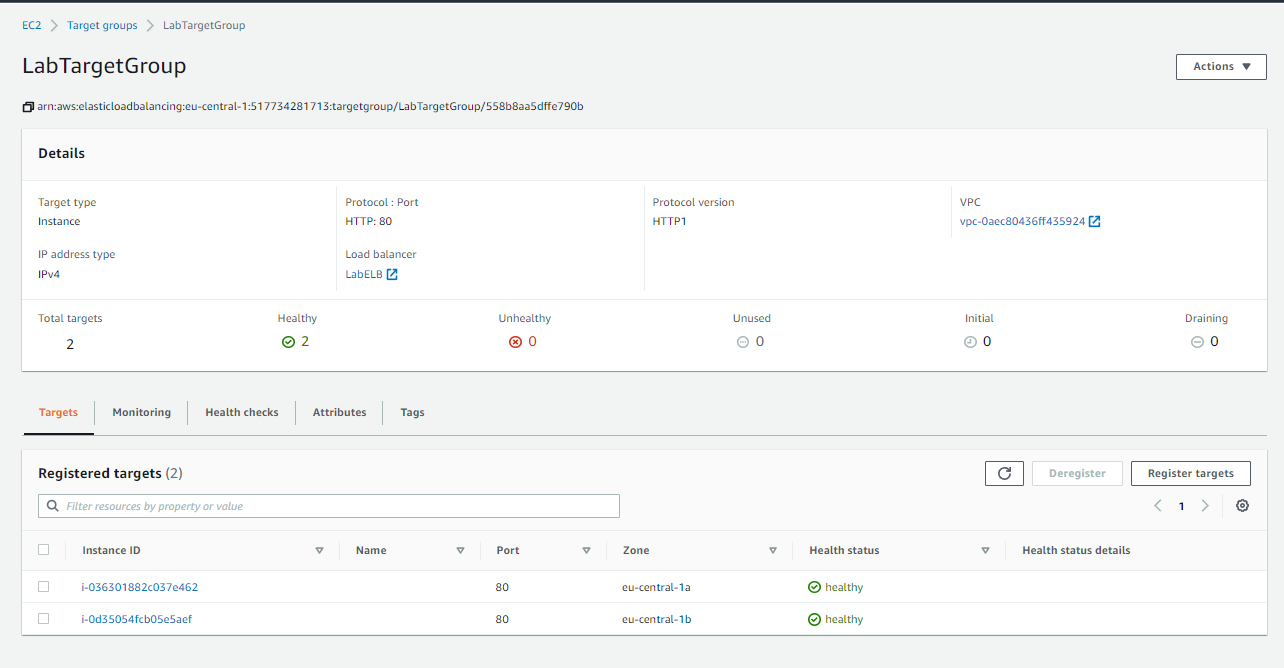 EC2 Target groups LabTargetGroup
LabTargetGroup
Actions
arn:aws:elasticloadbalancing:eu-central-1:517734281713:targetgroup/LabTargetGroup/558b8aa5dffe790b
Details
Target type Protocol : Port Protocol version VPC
Instance HTTP: 80 HTTP1 vpc-0aec80436ff435924
IP address type Load balancer
IPv4 LabELB
Total targets Healthy Unhealthy Unused Initial Draining
2 2 0 0 0 0
Targets Monitoring Health checks Attributes Tags
Registered targets (2)
Deregister Register targets
Filter resources by property or value
1
Instance ID Name Port Zone Health status Health status details
i-036301882c037e462 80 eu-central-1a healthy
i-0d35054fcb05e5aef 80 eu-central-1b healthy